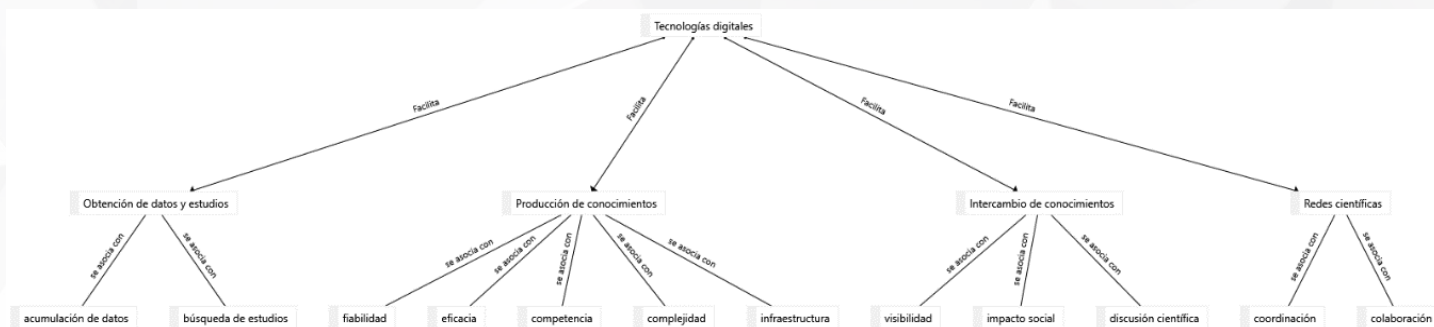 Tecnologías digitales
Facilita
Facilita
Facilita
Facilita
Obtención de datos y estudios
Producción de conocimientos
Intercambio de conocimientos
Redes científicas
se asocia con
se asocia con
se asocia con
se asocia con
se asocia con
se asocia con
se asocia con
se asocia con
se asocia con
se asocia con
se asocia con
se asocia con
acumulación de datos
búsqueda de estudios
fiabilidad
eficacia
competencia
complejidad
infraestructura
visibilidad
impacto social
discusión científica
coordinación
colaboración